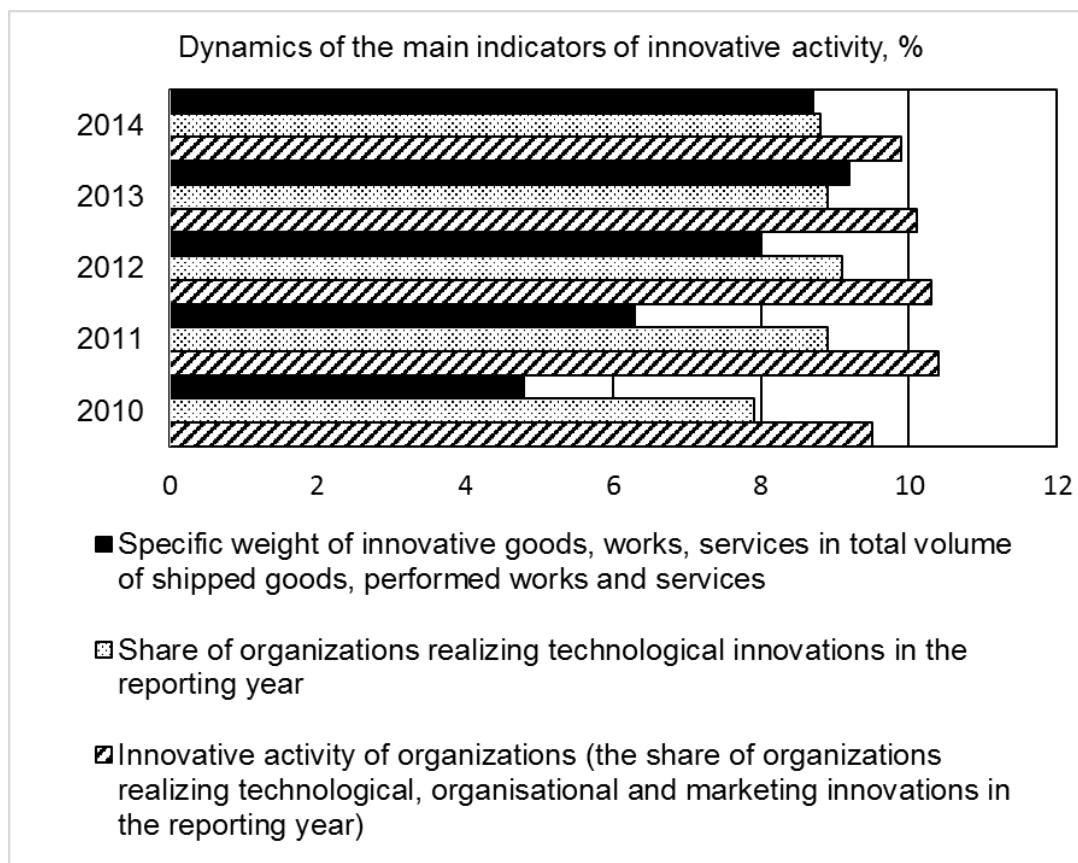 Dynamics of the main indicators of innovative activity, %
2014
2013
2012
2011
2010
0 2 4 6 8 10 12
Specific weight of innovative goods, works, services in total volume
of shipped goods, performed works and services
Share of organizations realizing technological innovations in the
reporting year
Innovative activity of organizations (the share of organizations
realizing technological, organisational and marketing innovations in
the reporting year)